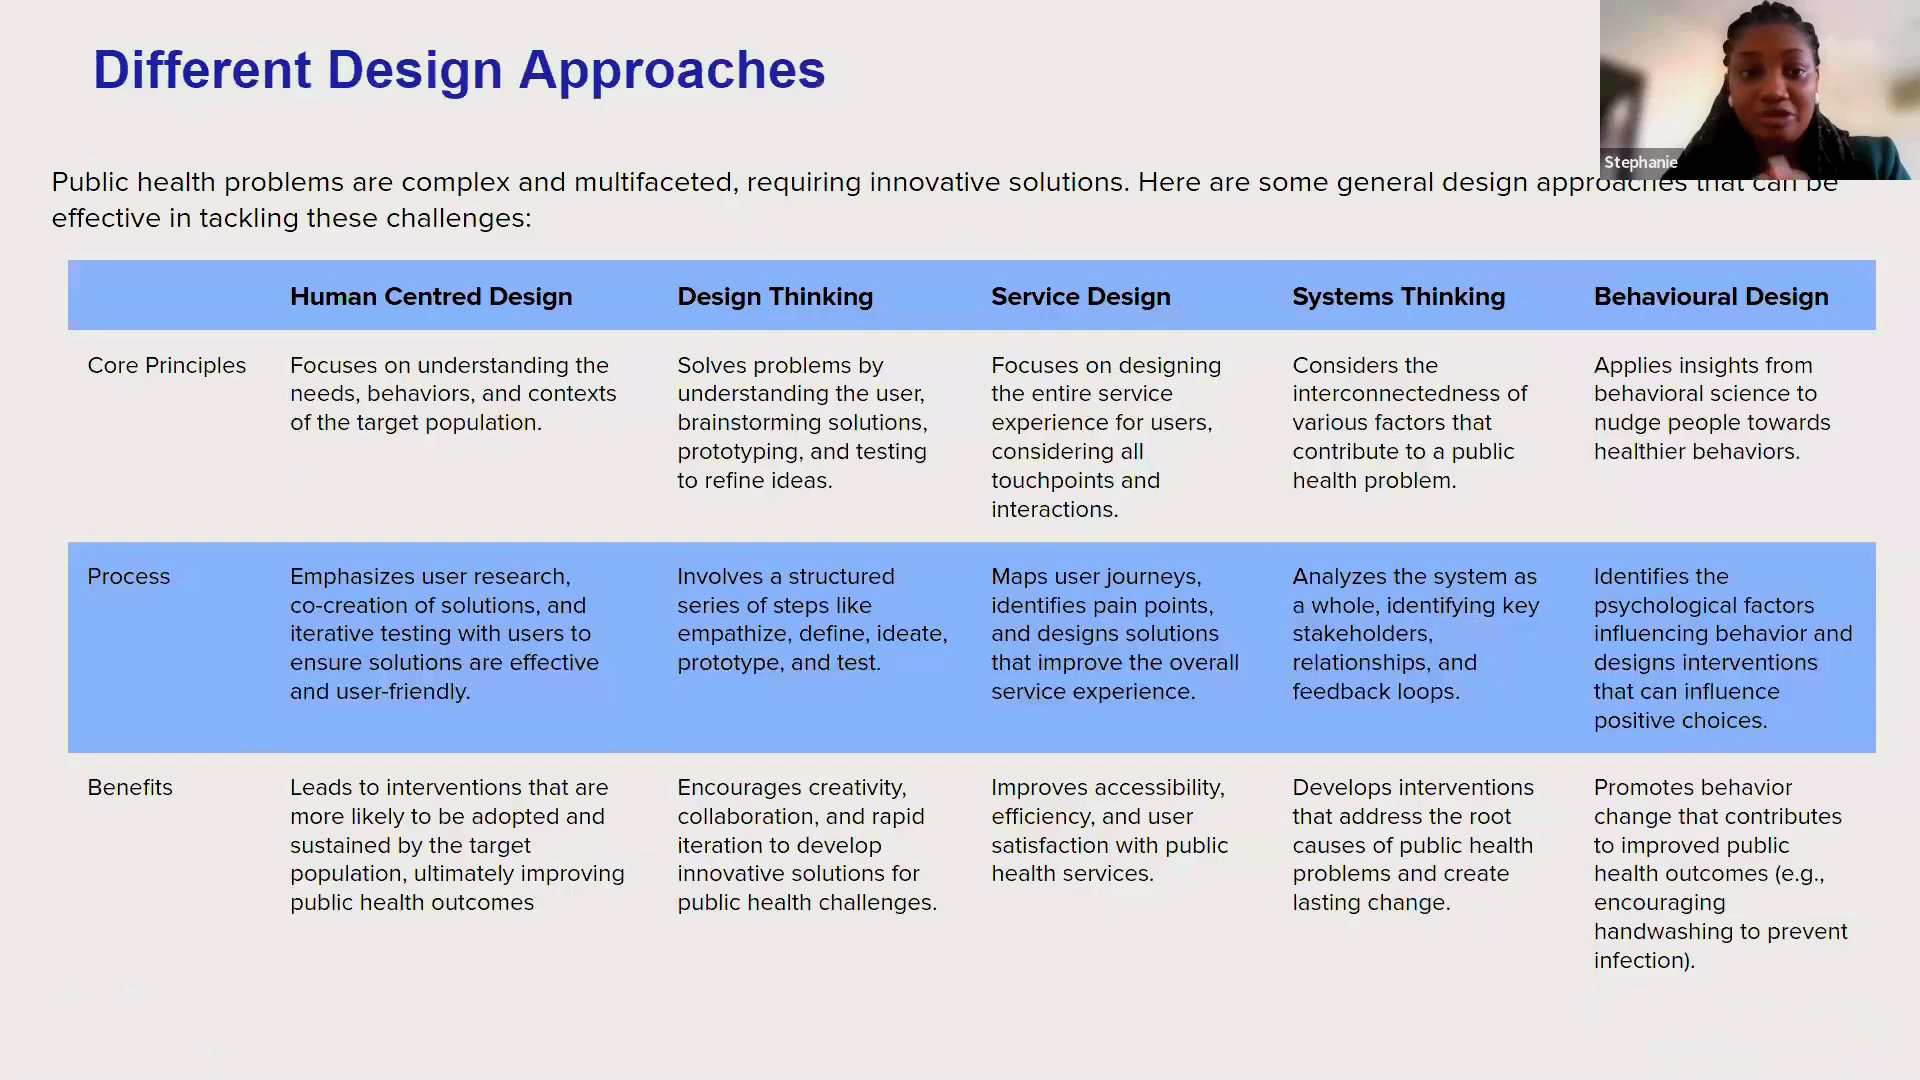 Different Design Approaches
Stephanie
Public health problems are complex and multifaceted, requiring innovative solutions. Here are some general design approaches that can be
effective in tackling these challenges:
Human Centred Design
Design Thinking
Service Design
Systems Thinking
Behavioural Design
Core Principles
Focuses on understanding the
needs, behaviors, and contexts
of the target population.
Solves problems by
understanding the user,
brainstorming solutions,
prototyping, and testing
to refine ideas.
Focuses on designing
the entire service
experience for users,
considering all
touchpoints and
interactions.
Considers the
interconnectedness of
various factors that
contribute to a public
health problem.
Applies insights from
behavioral science to
nudge people towards
healthier behaviors.
Process
Emphasizes user research,
co-creation of solutions, and
iterative testing with users to
ensure solutions are effective
and user-friendly.
Involves a structured
series of steps like
empathize, define, ideate,
prototype, and test.
Maps user journeys,
identifies pain points,
and designs solutions
that improve the overall
service experience.
Analyzes the system as
a whole, identifying key
stakeholders,
relationships, and
feedback loops.
Identifies the
psychological factors
influencing behavior and
designs interventions
that can influence
positive choices.
Benefits
Leads to interventions that are
more likely to be adopted and
sustained by the target
population, ultimately improving
public health outcomes
Encourages creativity,
collaboration, and rapid
iteration to develop
innovative solutions for
public health challenges.
Improves accessibility,
efficiency, and user
satisfaction with public
health services.
Develops interventions
that address the root
causes of public health
problems and create
lasting change.
Promotes behavior
change that contributes
to improved public
health outcomes (e.g.,
encouraging
handwashing to prevent
infection).